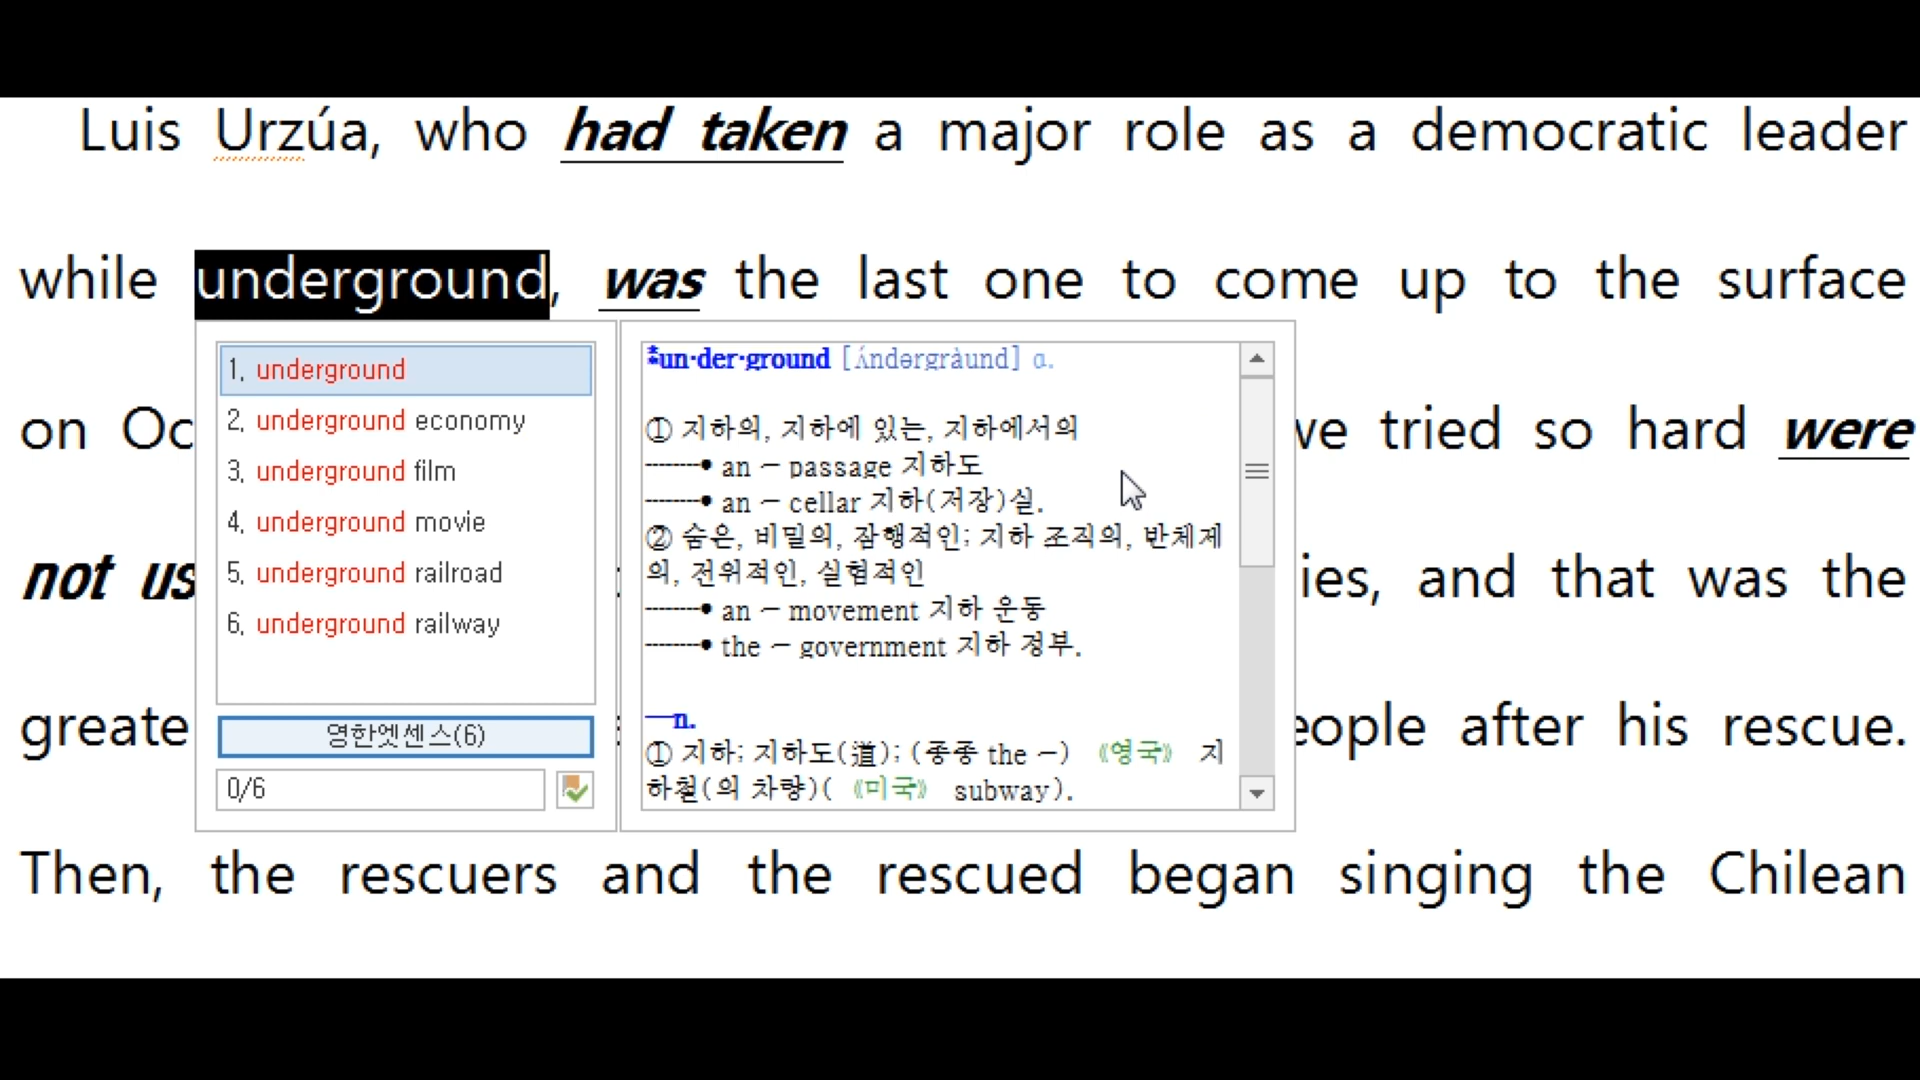 Luis Urzúa, who had taken a major role as a democratic leader
while underground, was the last one to come up to the surface
on Oc
ve tried so hard were
not us
ies, and that was the
greate
eople after his rescue.
Then, the rescuers and the rescued began singing the Chilean
1, underground
2, underground economy
3, underground film
4, underground movie
5, underground railroad
6, underground railway
영한엣센스(6)
0/6
‡un·der·ground [ʌ́ndərgràund] a.
① 지하의, 지하에 있는, 지하에서의
--------• an ─ passage 지하도
--------• an ─ cellar 지하(저장)실.
② 숨은, 비밀의, 잠행적인; 지하 조직의, 반체제
의, 전위적인, 실험적인
--------• an ─ movement 지하 운동
--------• the ─ government 지하 정부.
──n.
① 지하; 지하도(道); (종종 the ─) 《영국》 지
하철(의 차량)( 《미국》 subway).